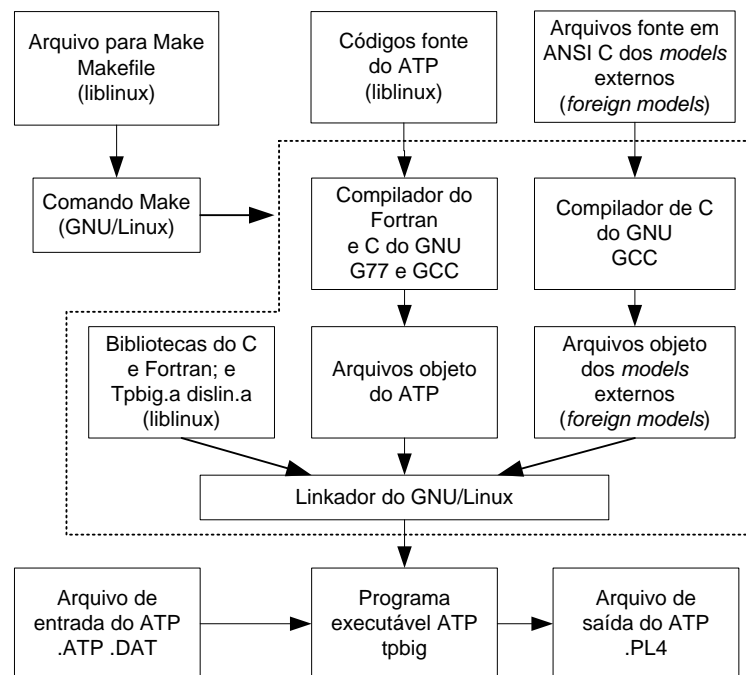 Arquivo para Make
Makefile
(liblinux)
Códigos fonte
do ATP
(liblinux)
Arquivos fonte em
ANSI C dos models
externos
(foreign models)
Comando Make
(GNU/Linux)
Compilador do
Fortran
e C do GNU
G77 e GCC
Compilador de C
do GNU
GCC
Bibliotecas do C
e Fortran; e
Tpbig.a dislin.a
(liblinux)
Arquivos objeto
do ATP
Arquivos objeto
dos models
externos
(foreign models)
Linkador do GNU/Linux
Arquivo de
entrada do ATP
.ATP .DAT
Programa
executável ATP
tpbig
Arquivo de
saída do ATP
.PL4